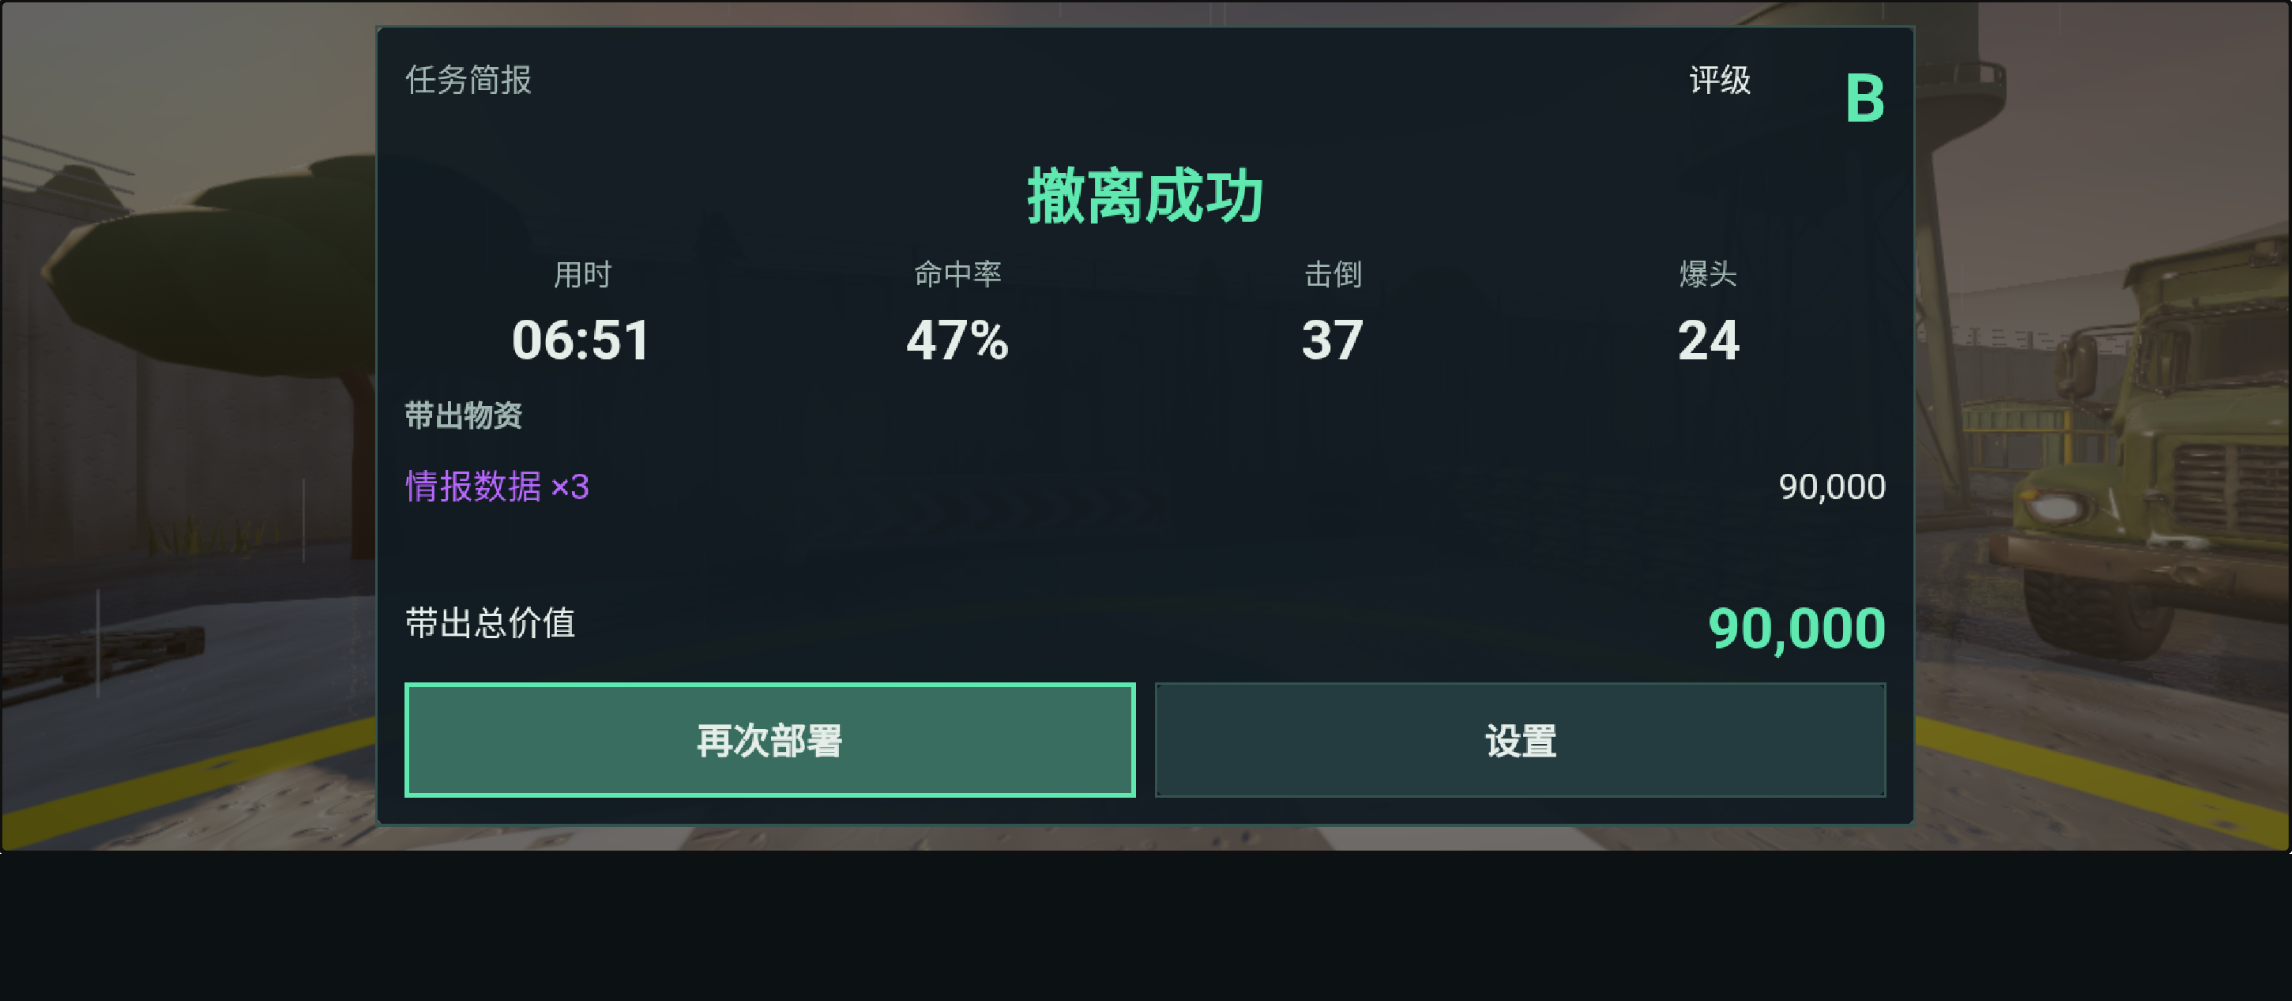 任务简报
评级 B
撤离成功
用时 命中率 击倒 爆头
06:51 47% 37 24
带出物资
情报数据 ×3 90,000
带出总价值 90,000
再次部署 设置